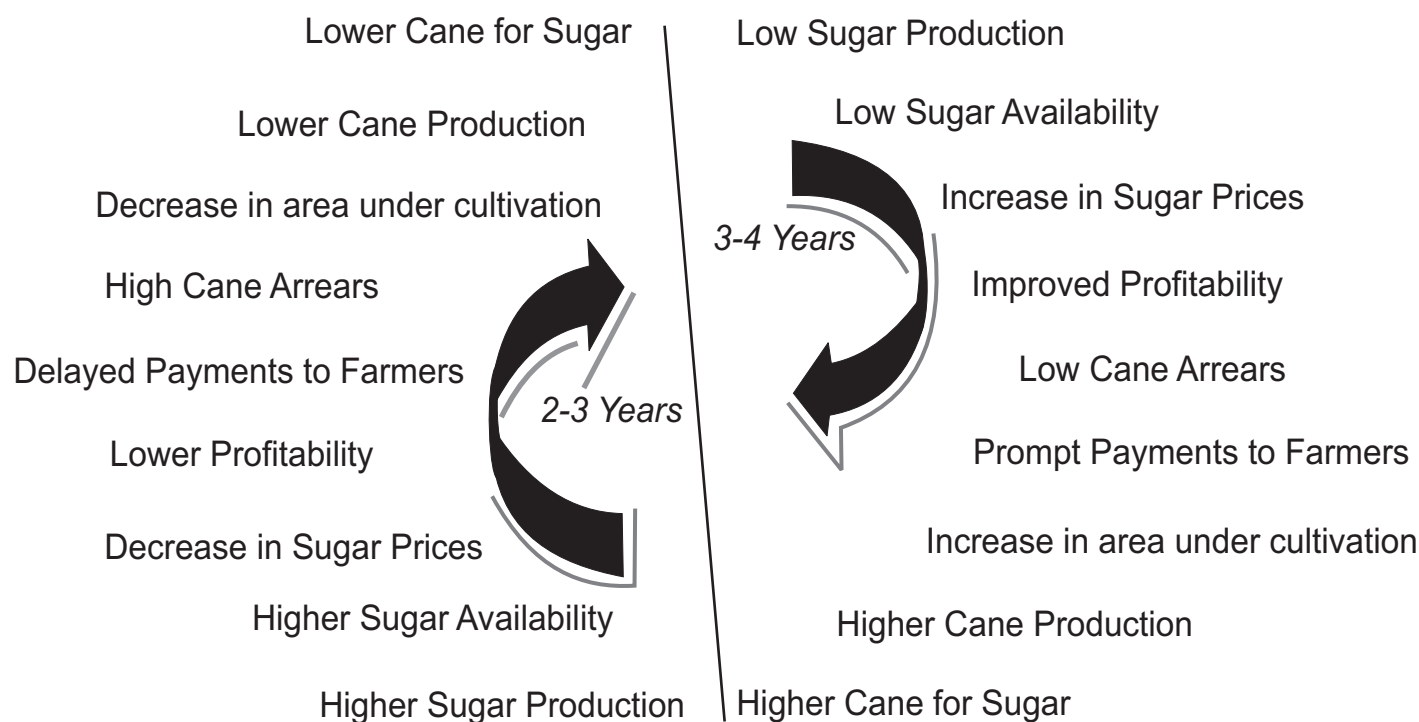 Lower Cane for Sugar
Lower Cane Production
Decrease in area under cultivation
High Cane Arrears
Delayed Payments to Farmers
Lower Profitability
Decrease in Sugar Prices
Higher Sugar Availability
Higher Sugar Production
2-3 Years
Low Sugar Production
Low Sugar Availability
Increase in Sugar Prices
3-4 Years
Improved Profitability
Low Cane Arrears
Prompt Payments to Farmers
Increase in area under cultivation
Higher Cane Production
Higher Cane for Sugar